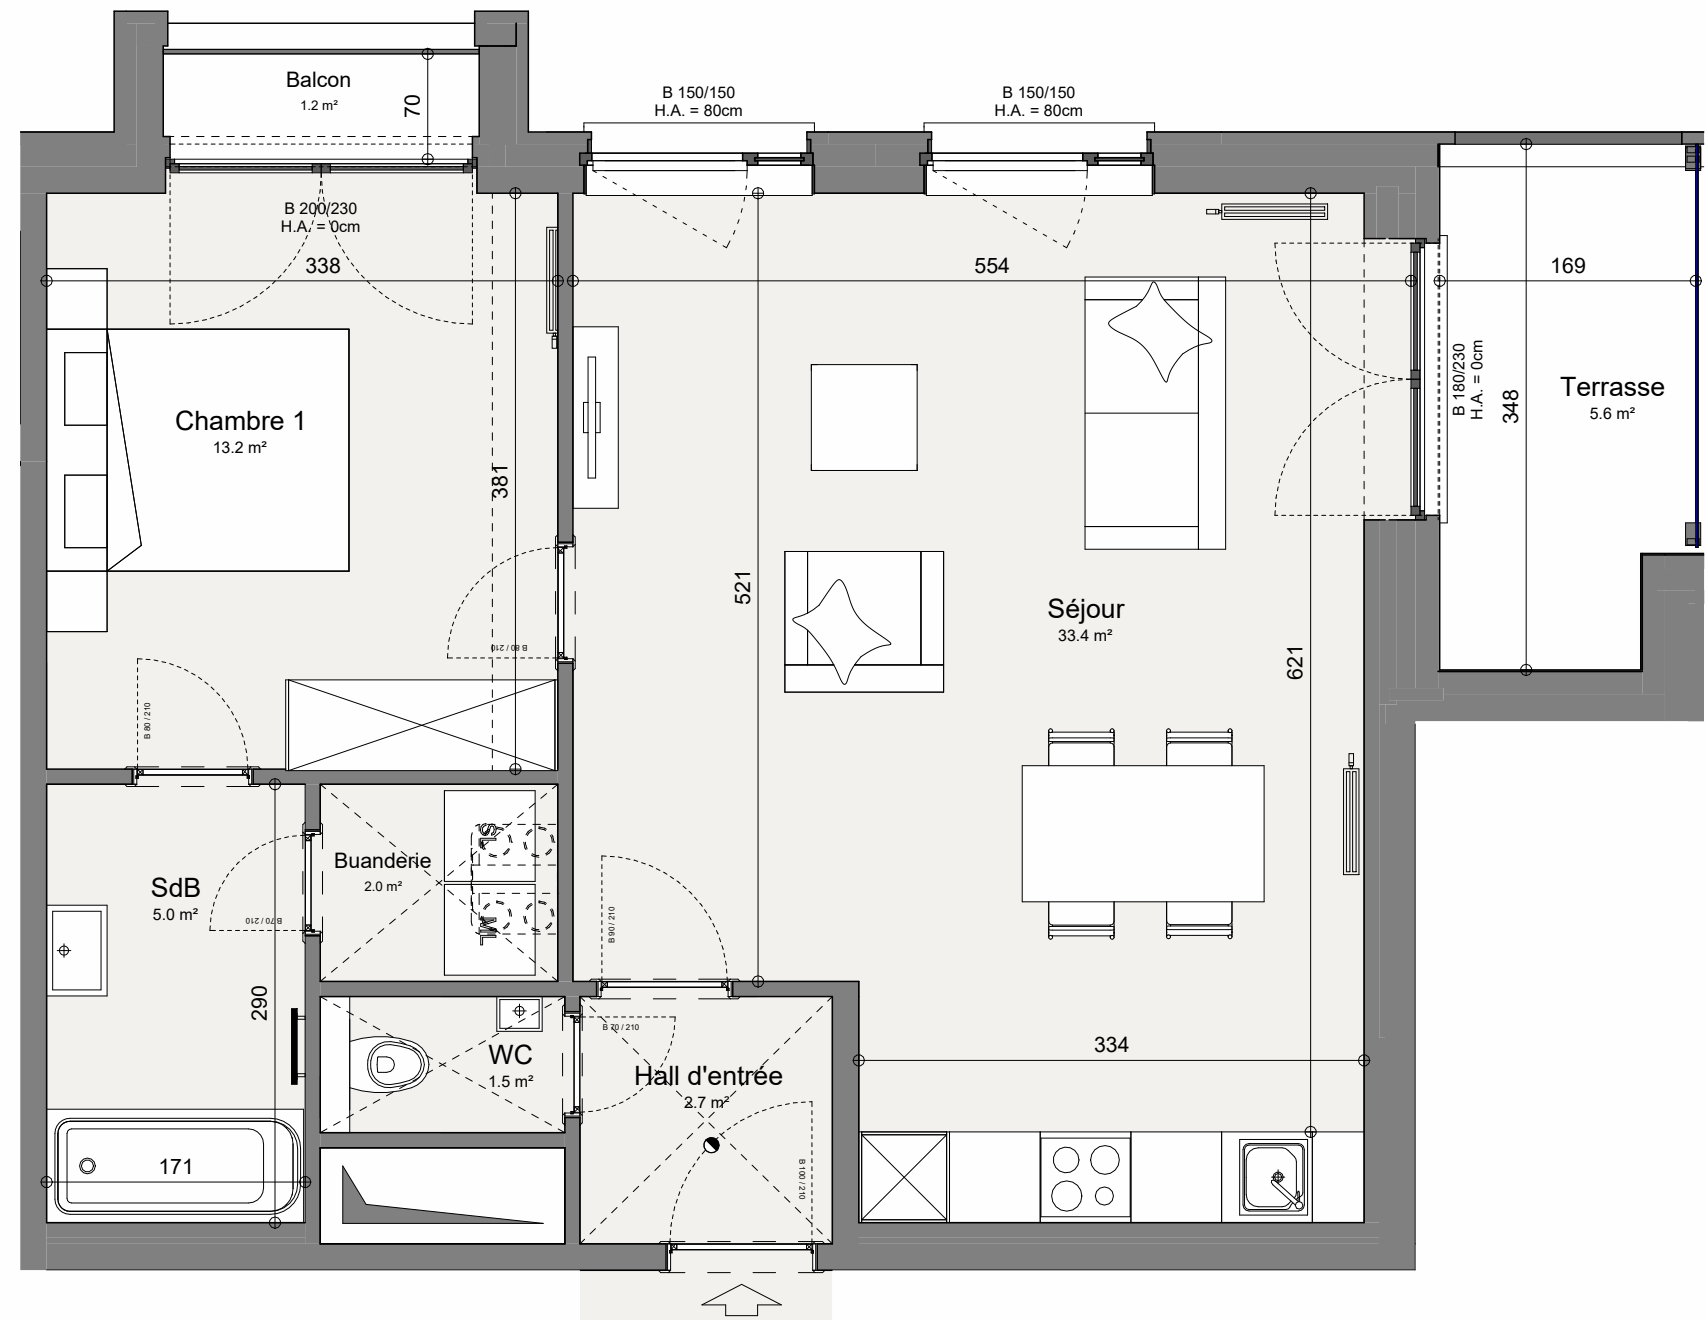 Balcon
1.2 m²
70
B 150/150
H.A. = 80cm
B 150/150
H.A. = 80cm
B 200/230
H.A. = 0cm
338
554
169
B 180/230
H.A. = 0cm
348
Terrasse
5.6 m²
Chambre 1
13.2 m²
381
521
Séjour
33.4 m²
621
B 80 / 210
B 80 / 210
SL
Buanderie
2.0 m²
ML
SdB
5.0 m²
B 70 / 210
B 90 / 210
290
B 70 / 210
WC
1.5 m²
Hall d'entrée
2.7 m²
334
171
B 100 / 210